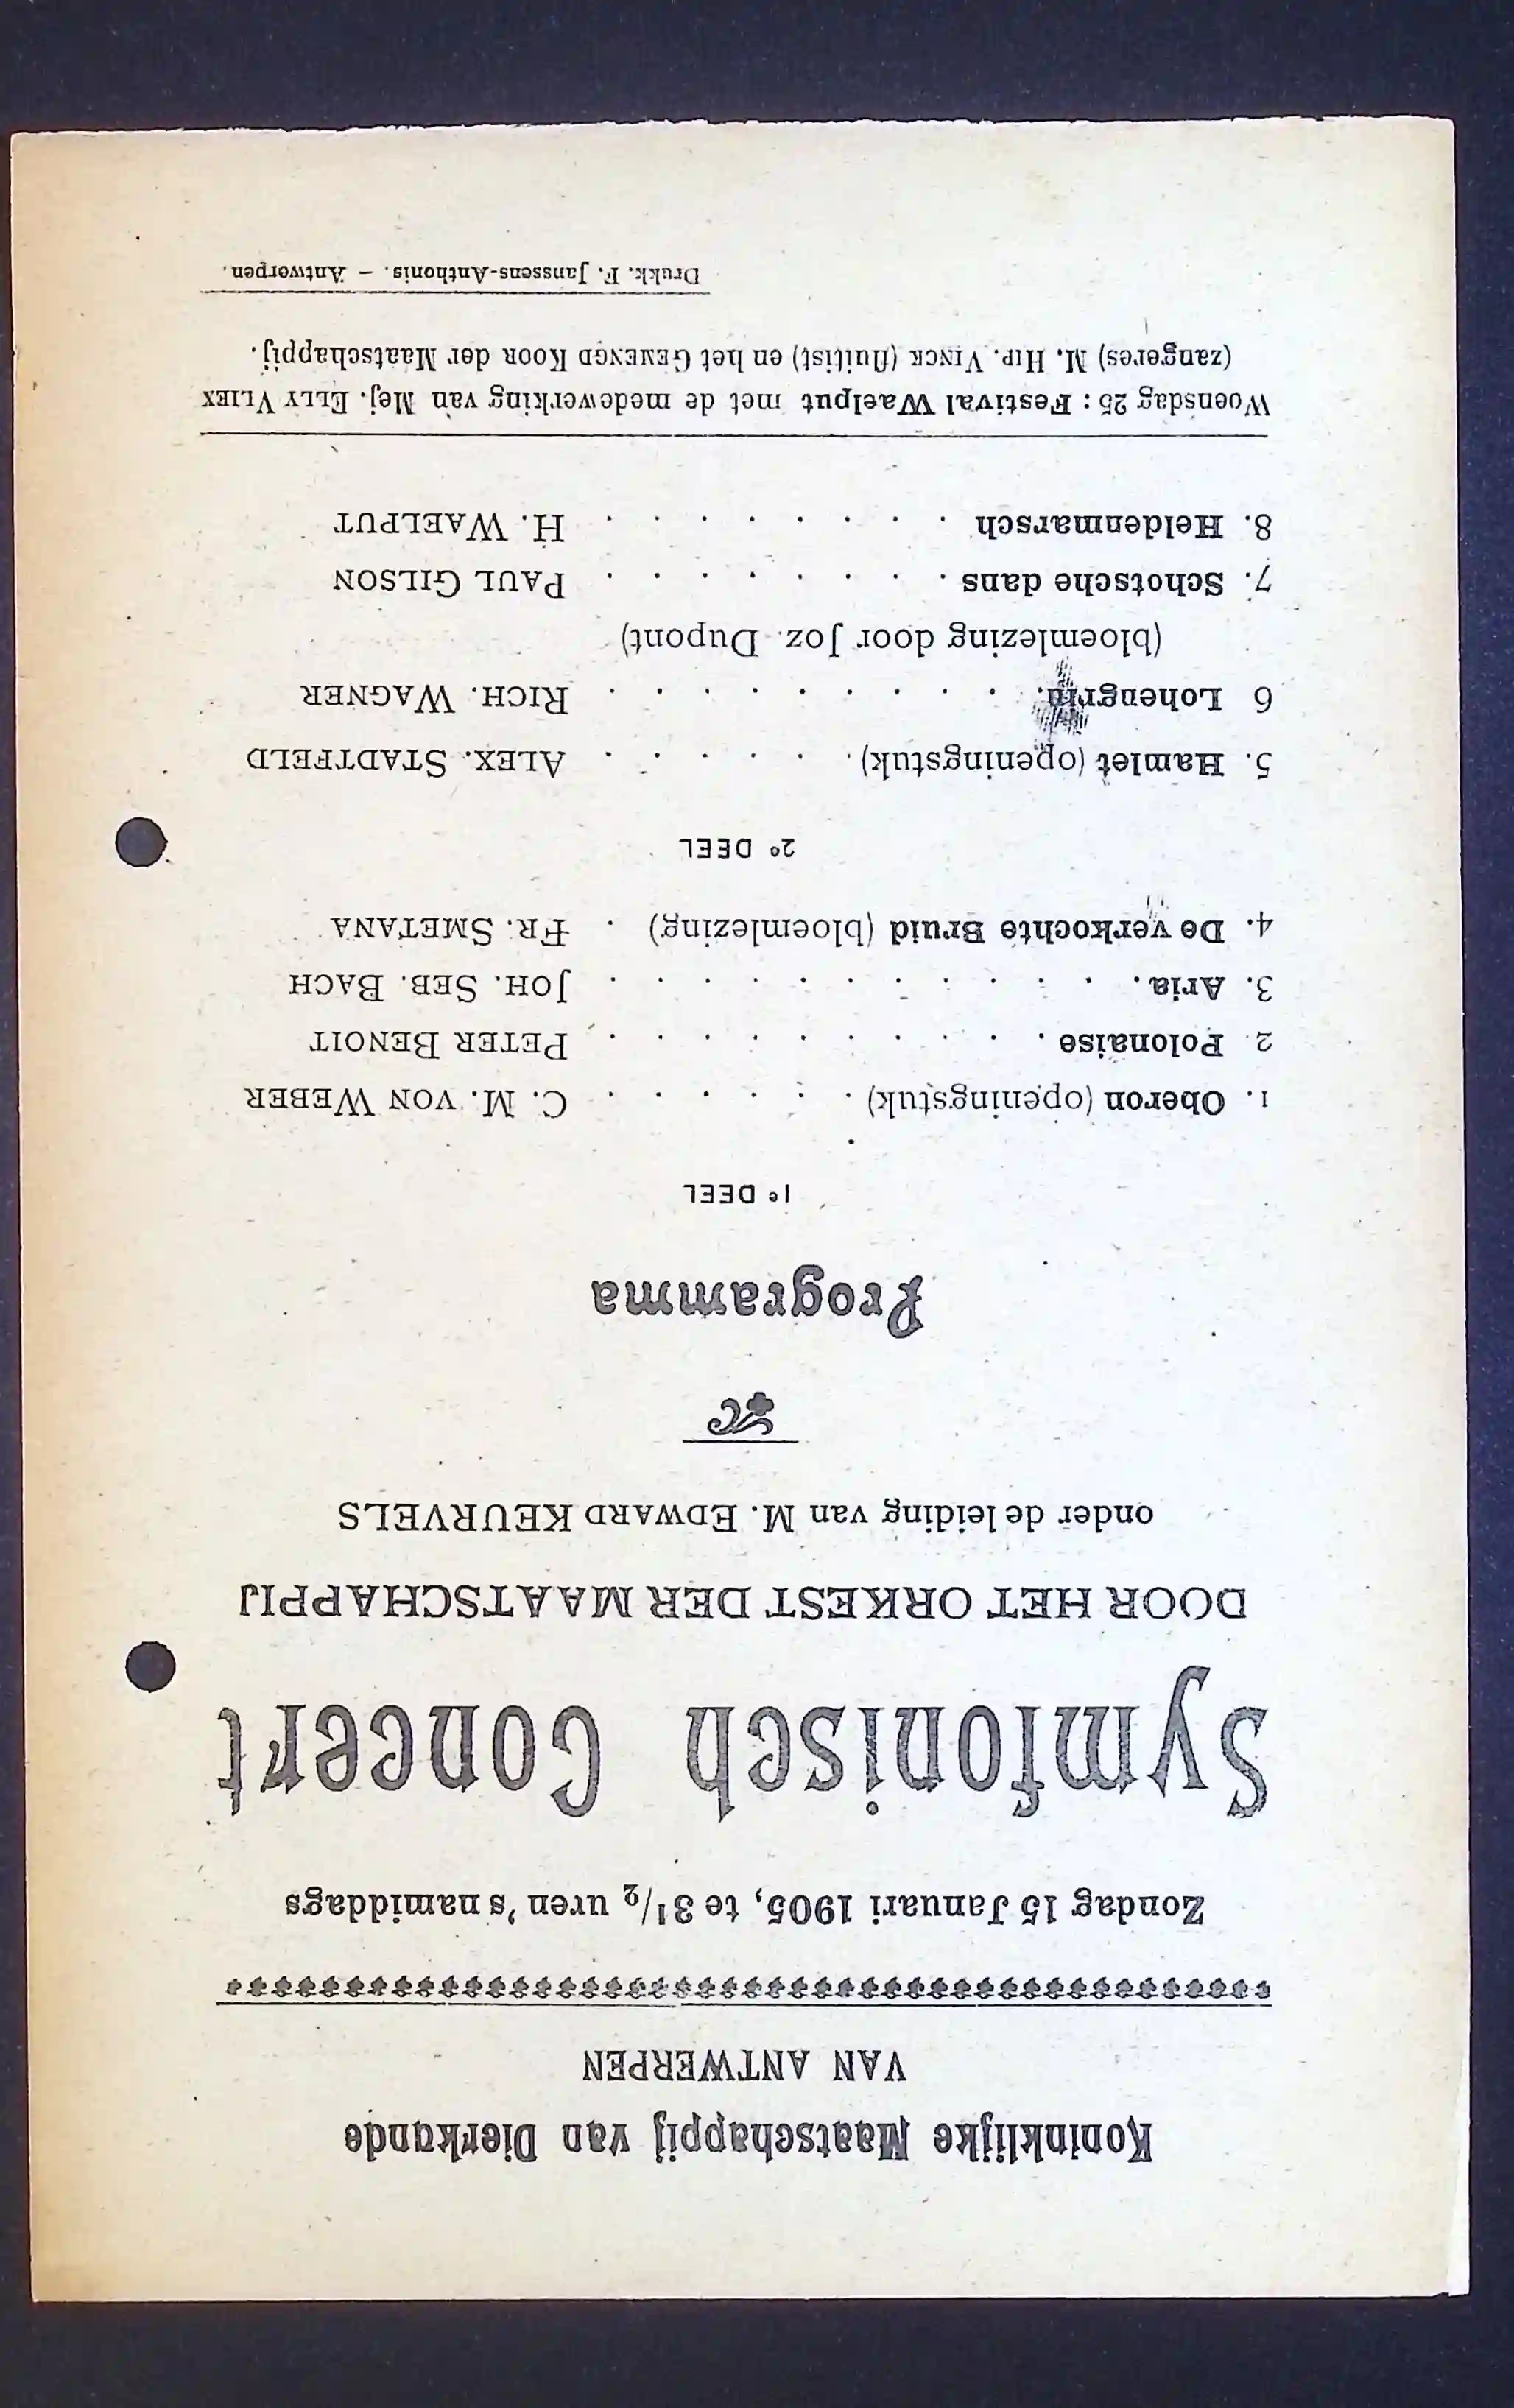 Koninklijke Maatschappij van Dierkunde
VAN ANTWERPEN
Zondag 15 Januari 1905, te 3 1/2 uren 's namiddags
Symfonisch Concert
DOOR HET ORKEST DER MAATSCHAPPIJ
onder de leiding van M. EDWARD KEURVELS
Programma
1e DEEL
1. Oberon (openingstuk) . . . . . . C. M. VON WEBER
2. Polonaise . . . . . . . . . . PETER BENOIT
3. Aria . . . . . . . . . . . . JOH. SEB. BACH
4. De verkochte Bruid (bloemlezing) . FR. SMETANA
2e DEEL
5. Hamlet (openingstuk) . . . . . . ALEX. STADTFELD
6 Lohengrin. . . . . . . . . . RICH. WAGNER
(bloemlezing door Joz. Dupont)
7. Schotsche dans . . . . . . . . PAUL GILSON
8. Heldenmarsch . . . . . . . . H. WAELPUT
Woensdag 25 : Festival Waelput met de medewerking van Mej. ELLY VLIEX
(zangeres) M. HIP. VINCK (fluitist) en het GEMENGD KOOR der Maatschappij.
Drukk. F. Janssens-Anthonis. — Antwerpen.